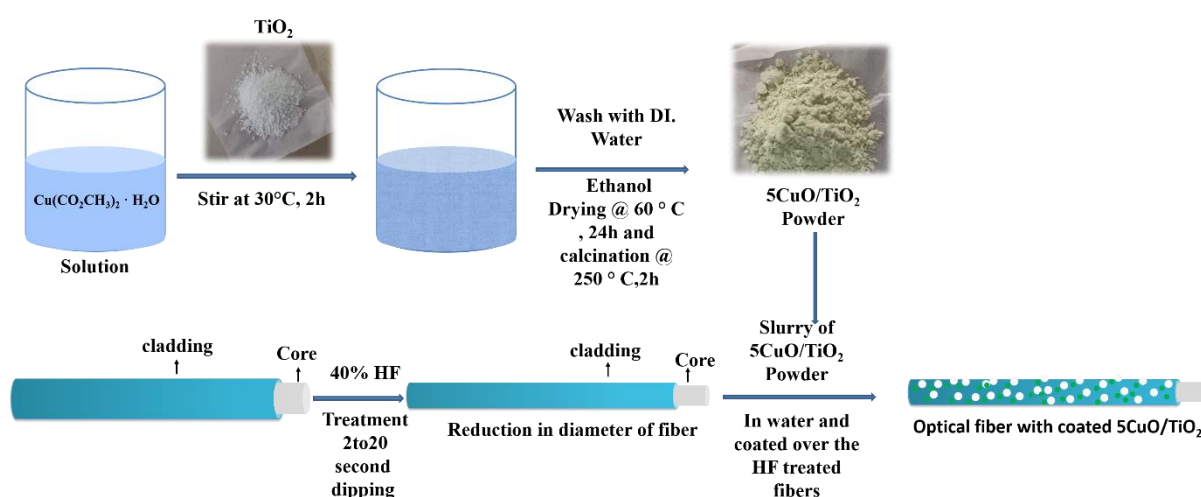 TiO₂
Cu(CO₂CH₃)₂ · H₂O
Solution
Stir at 30°C, 2h
Wash with DI.
Water
Ethanol
Drying @ 60 ° C
, 24h and
calcination @
250 ° C,2h
5CuO/TiO₂
Powder
cladding
Core
40% HF
Treatment
2to20
second
dipping
cladding
Core
Reduction in diameter of fiber
Slurry of
5CuO/TiO₂
Powder
In water and
coated over the
HF treated
fibers
Optical fiber with coated 5CuO/TiO₂